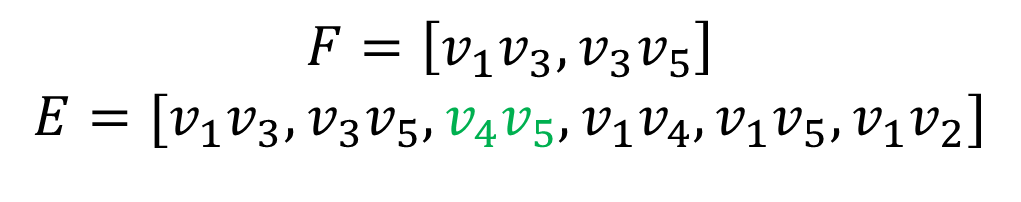 F = [v₁v₃, v₃v₅]
E = [v₁v₃, v₃v₅, v₄v₅, v₁v₄, v₁v₅, v₁v₂]